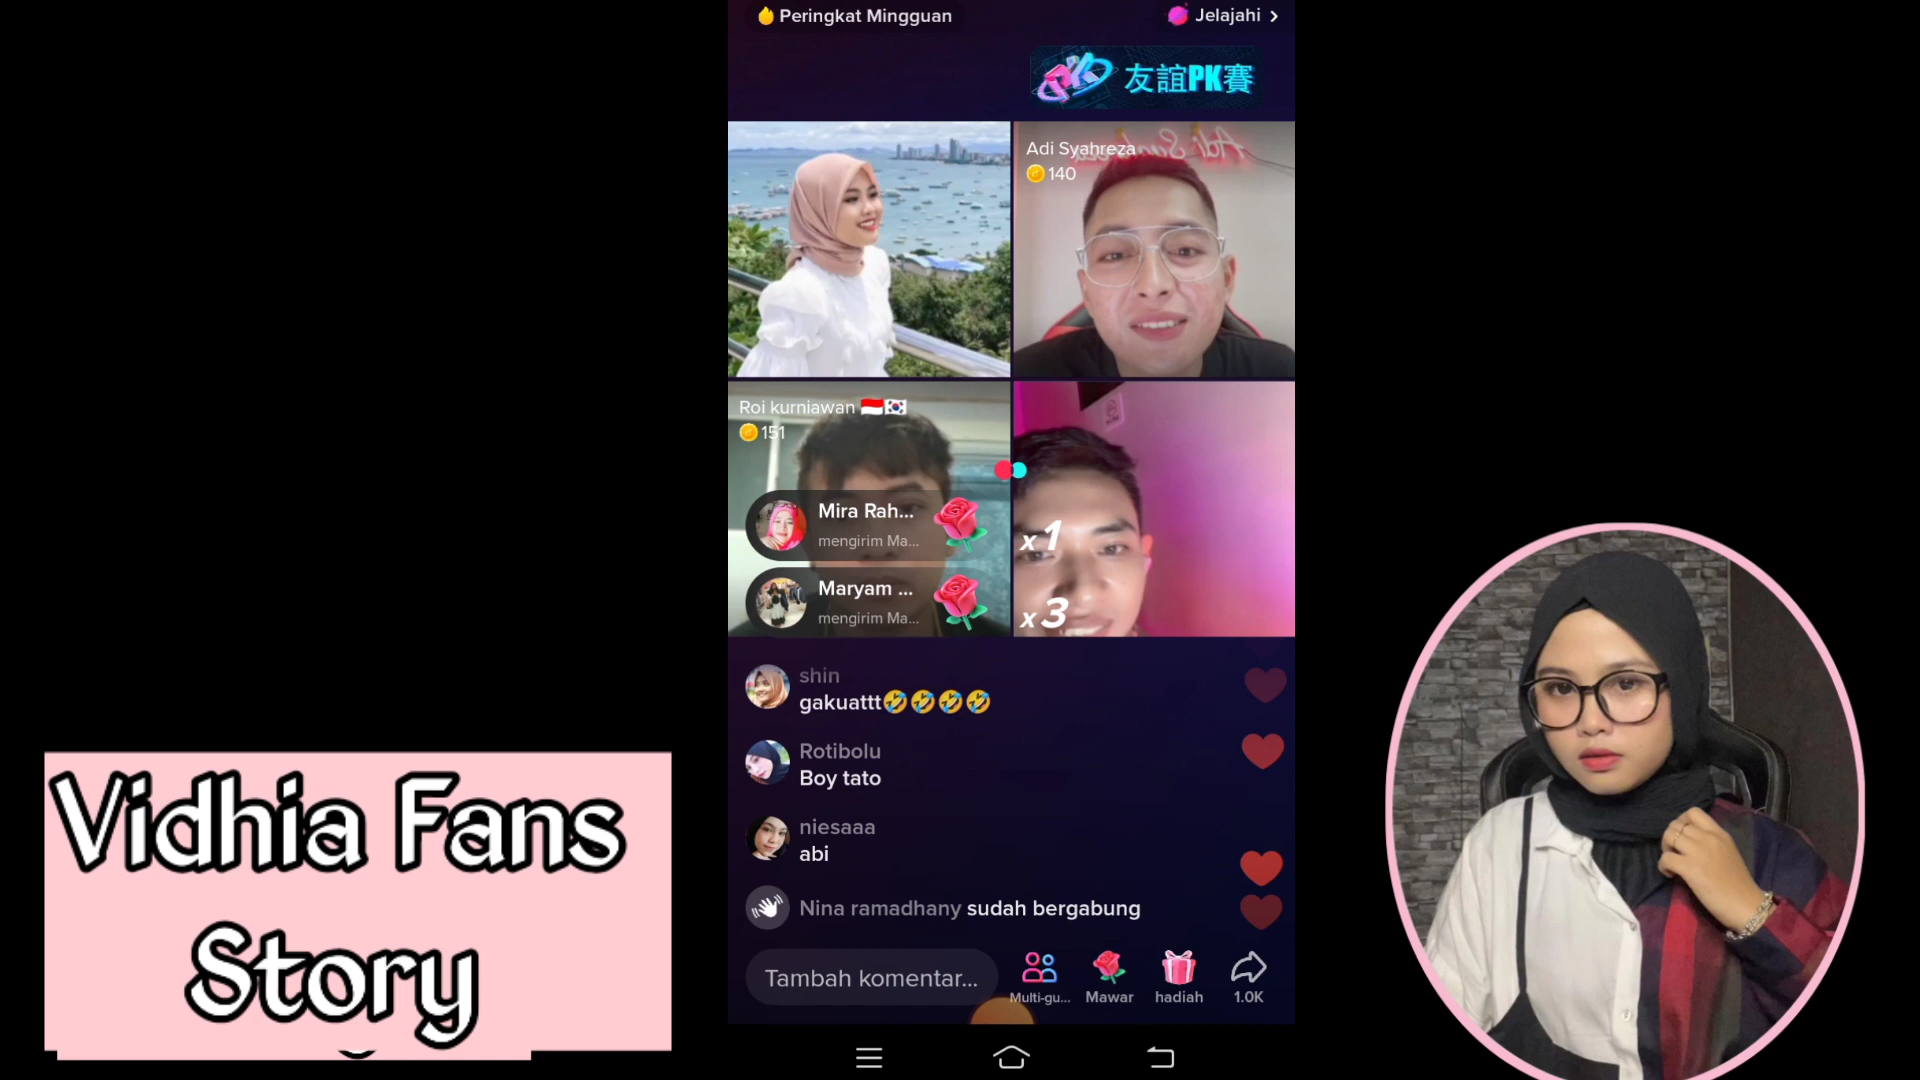 Peringkat Mingguan
Jelajahi
友誼PK賽
Adi Syahreza
140
Roi kurniawan
151
Mira Rah...
mengirim Ma...
x1
Maryam ...
mengirim Ma...
x3
shin
gakuattt🤣🤣🤣🤣
Rotibolu
Boy tato
niesaaa
abi
Nina ramadhany sudah bergabung
Tambah komentar...
Multi-gu...
Mawar
hadiah
1.0K
Vidhia Fans
Story